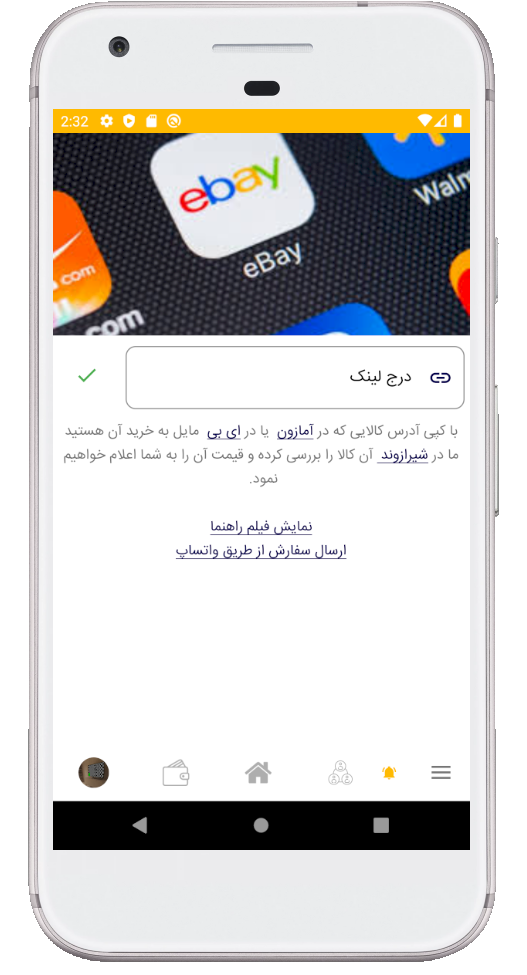 2:32
ebay
eBay
Walm
.com
.com
درج لینک
با کپی آدرس کالایی که در آمازون یا در ای بی مایل به خرید آن هستید
ما در شیرازوند آن کالا را بررسی کرده و قیمت آن را به شما اعلام خواهیم
نمود.
نمایش فیلم راهنما
ارسال سفارش از طریق واتساپ